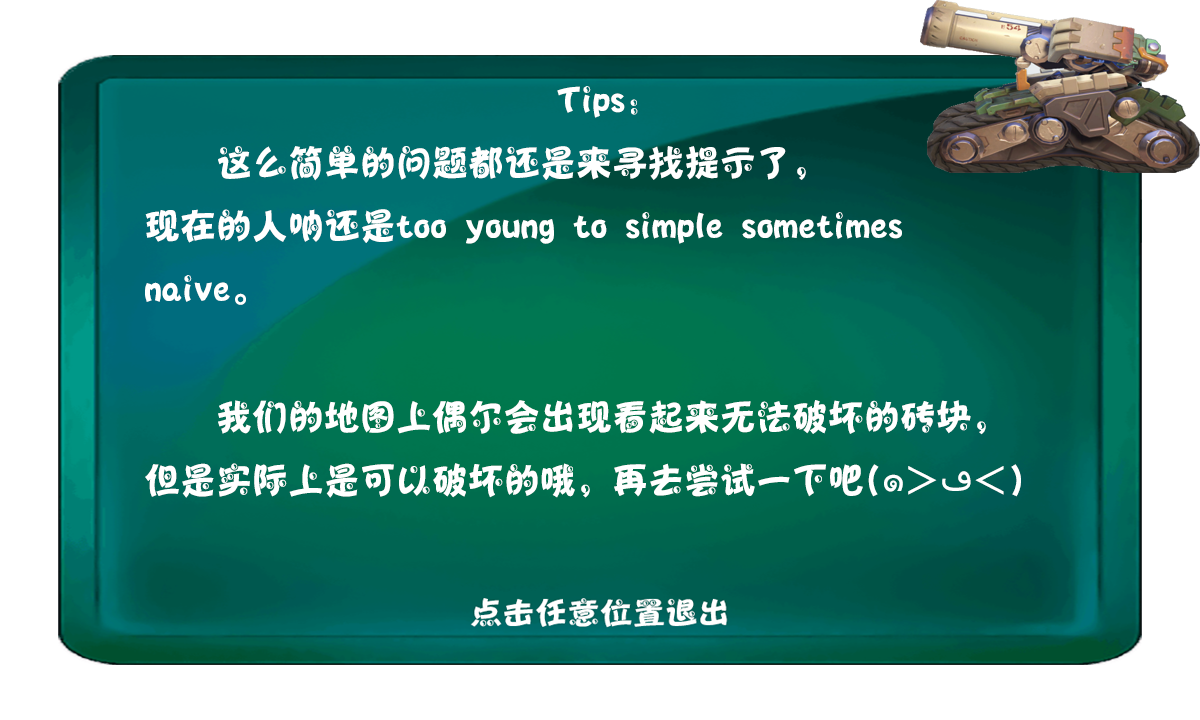 Tips:
这么简单的问题都还是来寻找提示了，
现在的人呐还是too young to simple sometimes
naive。
我们的地图上偶尔会出现看起来无法破坏的砖块，
但是实际上是可以破坏的哦，再去尝试一下吧(๑＞ڡ＜)
点击任意位置退出
54